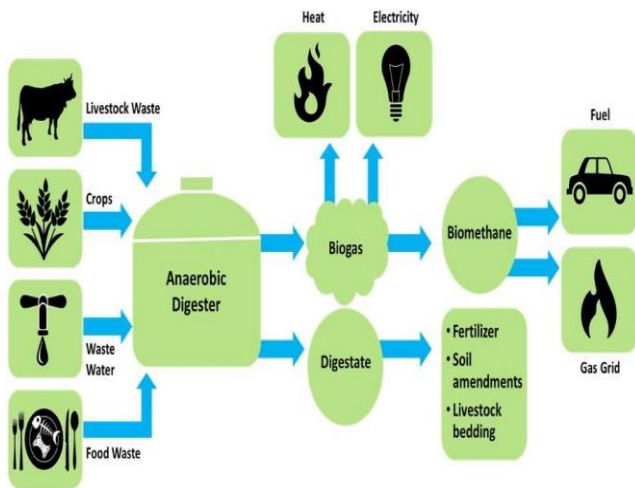 Heat
Electricity
Livestock Waste
Crops
Waste
Water
Food Waste
Anaerobic
Digester
Biogas
Digestate
Biomethane
• Fertilizer
• Soil
amendments
• Livestock
bedding
Fuel
Gas Grid